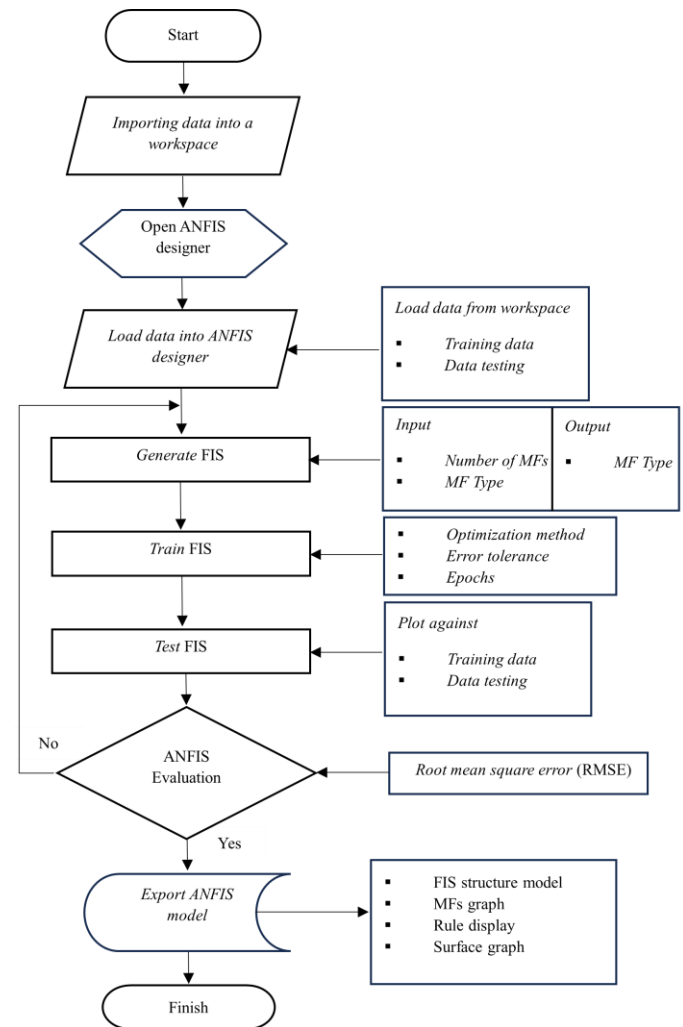 Start
Importing data into a
workspace
Open ANFIS
designer
Load data into ANFIS
designer
Load data from workspace
▪ Training data
▪ Data testing
Generate FIS
Input
▪ Number of MFs
▪ MF Type
Output
▪ MF Type
Train FIS
▪ Optimization method
▪ Error tolerance
▪ Epochs
Test FIS
Plot against
▪ Training data
▪ Data testing
No
ANFIS
Evaluation
Root mean square error (RMSE)
Yes
Export ANFIS
model
▪ FIS structure model
▪ MFs graph
▪ Rule display
▪ Surface graph
Finish